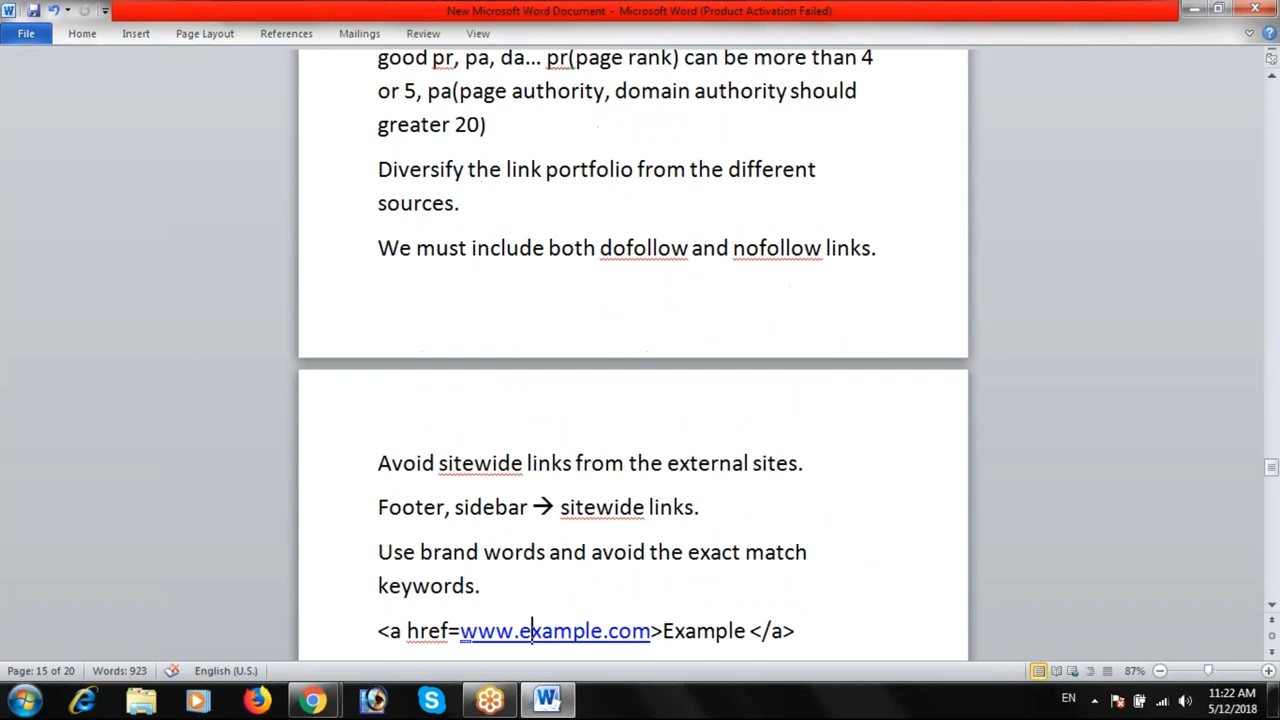 New Microsoft Word Document - Microsoft Word (Product Activation Failed)
File Home Insert Page Layout References Mailings Review View
good pr, pa, da... pr(page rank) can be more than 4
or 5, pa(page authority, domain authority should
greater 20)
Diversify the link portfolio from the different
sources.
We must include both dofollow and nofollow links.
Avoid sitewide links from the external sites.
Footer, sidebar → sitewide links.
Use brand words and avoid the exact match
keywords.
<a href=www.example.com>Example </a>
Page: 15 of 20 Words: 923 English (U.S.) 87%
EN 11:22 AM
5/12/2018